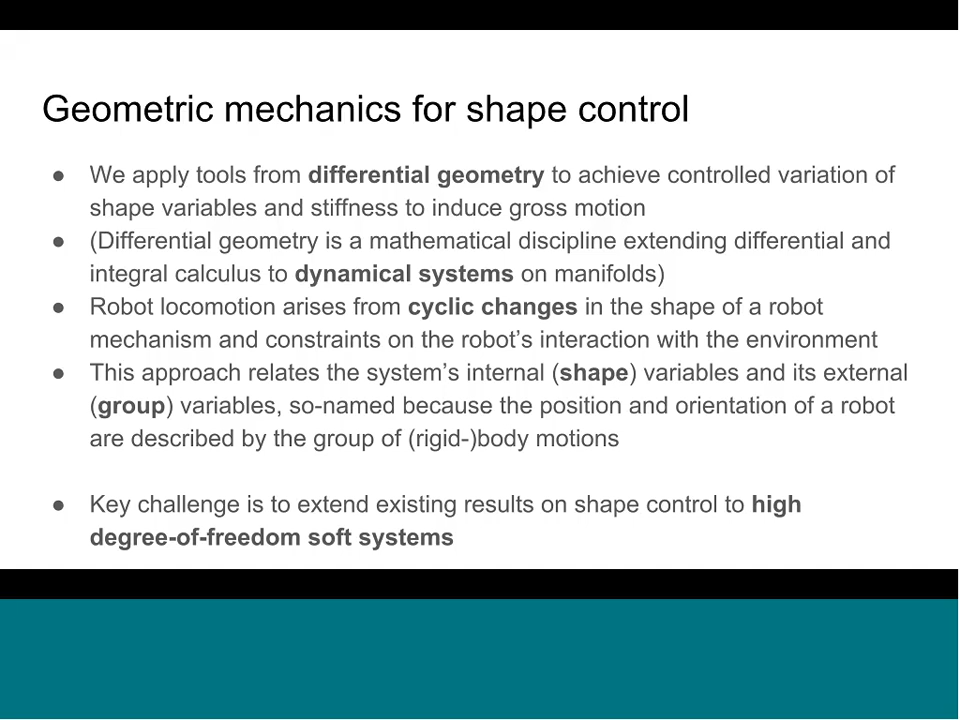 Geometric mechanics for shape control
● We apply tools from differential geometry to achieve controlled variation of
shape variables and stiffness to induce gross motion
● (Differential geometry is a mathematical discipline extending differential and
integral calculus to dynamical systems on manifolds)
● Robot locomotion arises from cyclic changes in the shape of a robot
mechanism and constraints on the robot's interaction with the environment
● This approach relates the system's internal (shape) variables and its external
(group) variables, so-named because the position and orientation of a robot
are described by the group of (rigid-)body motions
● Key challenge is to extend existing results on shape control to high
degree-of-freedom soft systems